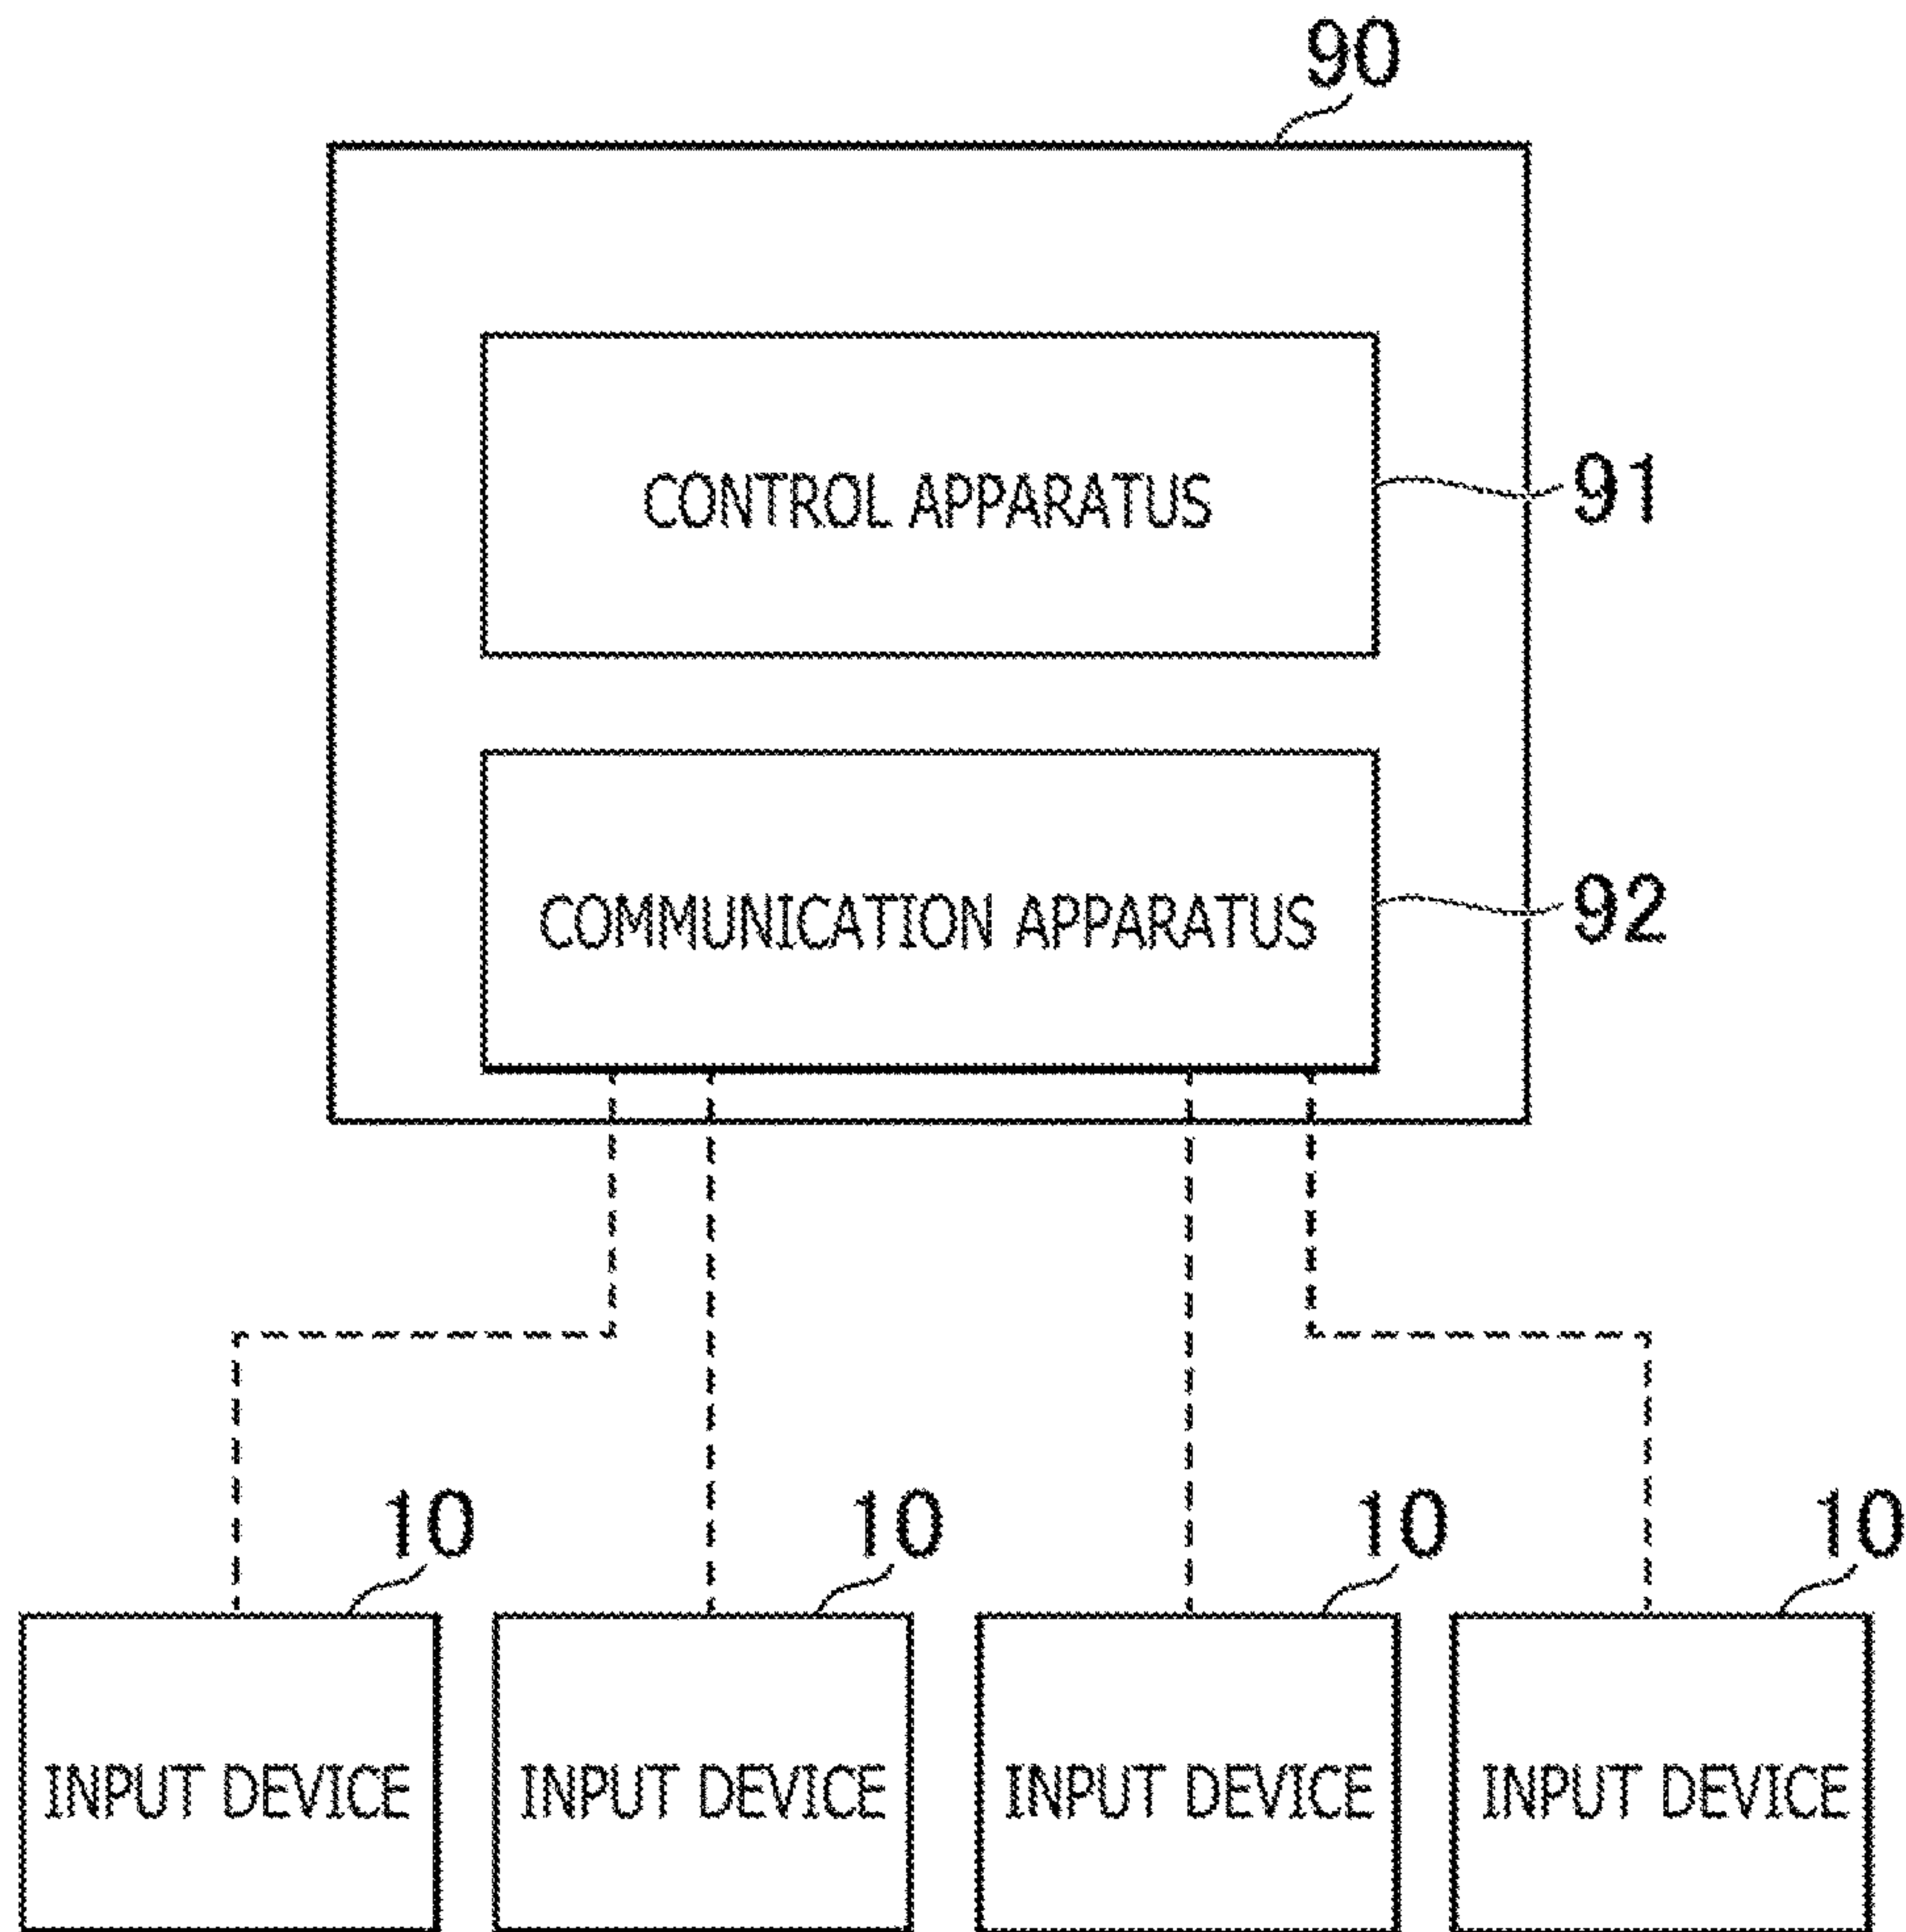 90
CONTROL APPARATUS
91
COMMUNICATION APPARATUS
92
10
10
10
10
INPUT DEVICE
INPUT DEVICE
INPUT DEVICE
INPUT DEVICE